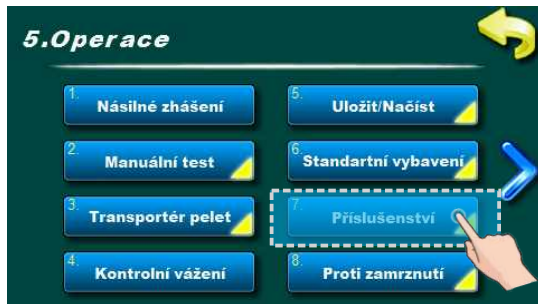 5.Operace
1. Násilné zhášení
2. Manuální test
3. Transportér pelet
4. Kontrolní vážení
5. Uložit/Načíst
6. Standartní vybavení
7. Příslušenství
8. Proti zamrznutí